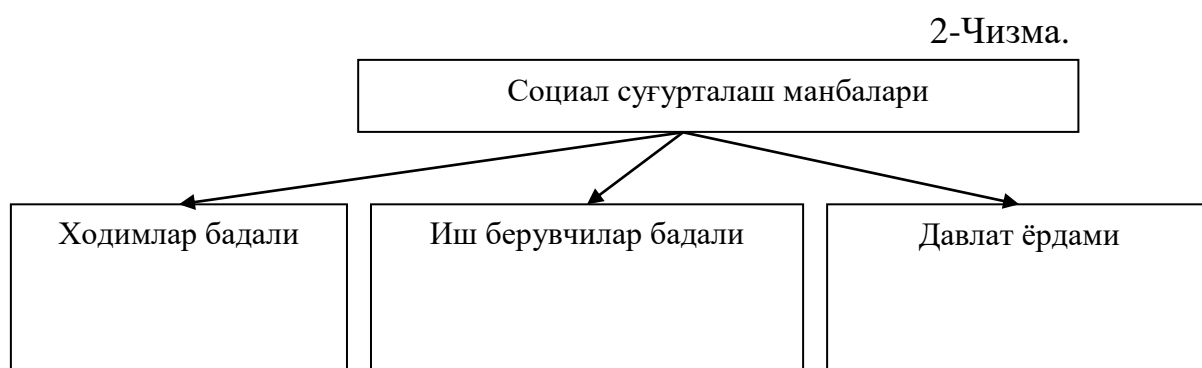 2-Чизма.
Социал суғурталаш манбалари
Ходимлар бадали
Иш берувчилар бадали
Давлат ёрдами